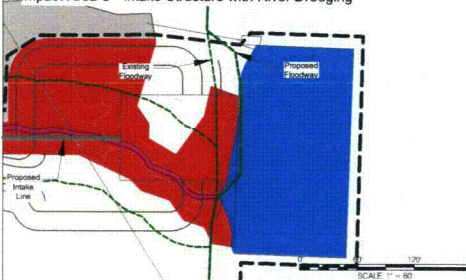 Impact Area C - Intake Structure with River Dredging
Existing
Floodway
Proposed
Floodway
Proposed
Intake
Line
0 60 120
SCALE 1" = 60'